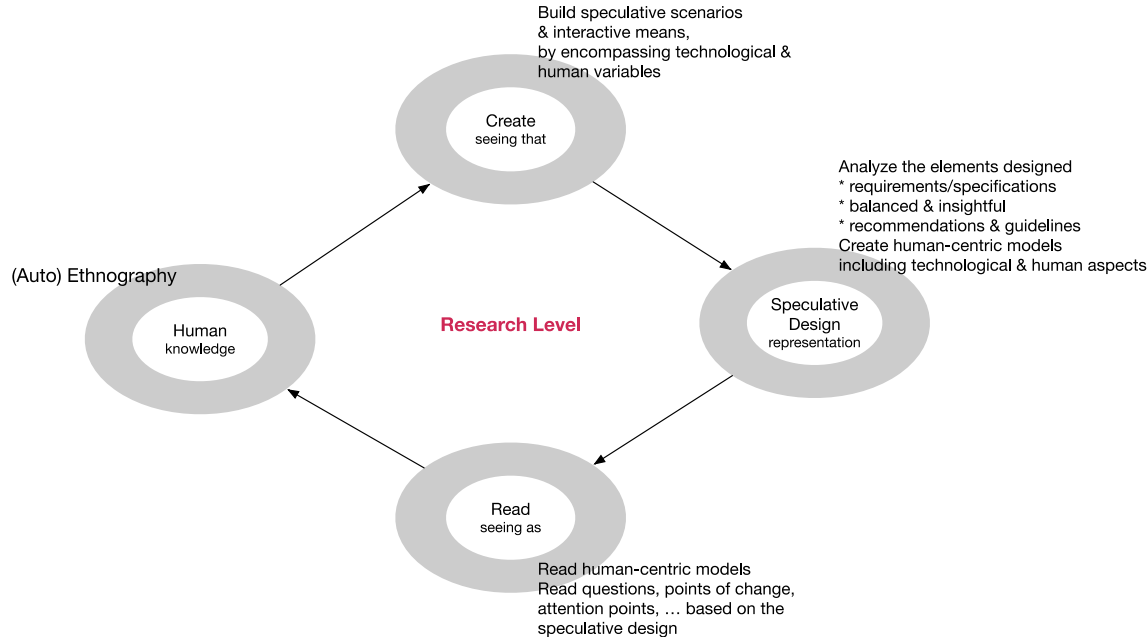 Build speculative scenarios
& interactive means,
by encompassing technological &
human variables
Create
seeing that
Analyze the elements designed
* requirements/specifications
* balanced & insightful
* recommendations & guidelines
Create human-centric models
including technological & human aspects
(Auto) Ethnography
Human
knowledge
Research Level
Speculative
Design
representation
Read
seeing as
Read human-centric models
Read questions, points of change,
attention points, … based on the
speculative design